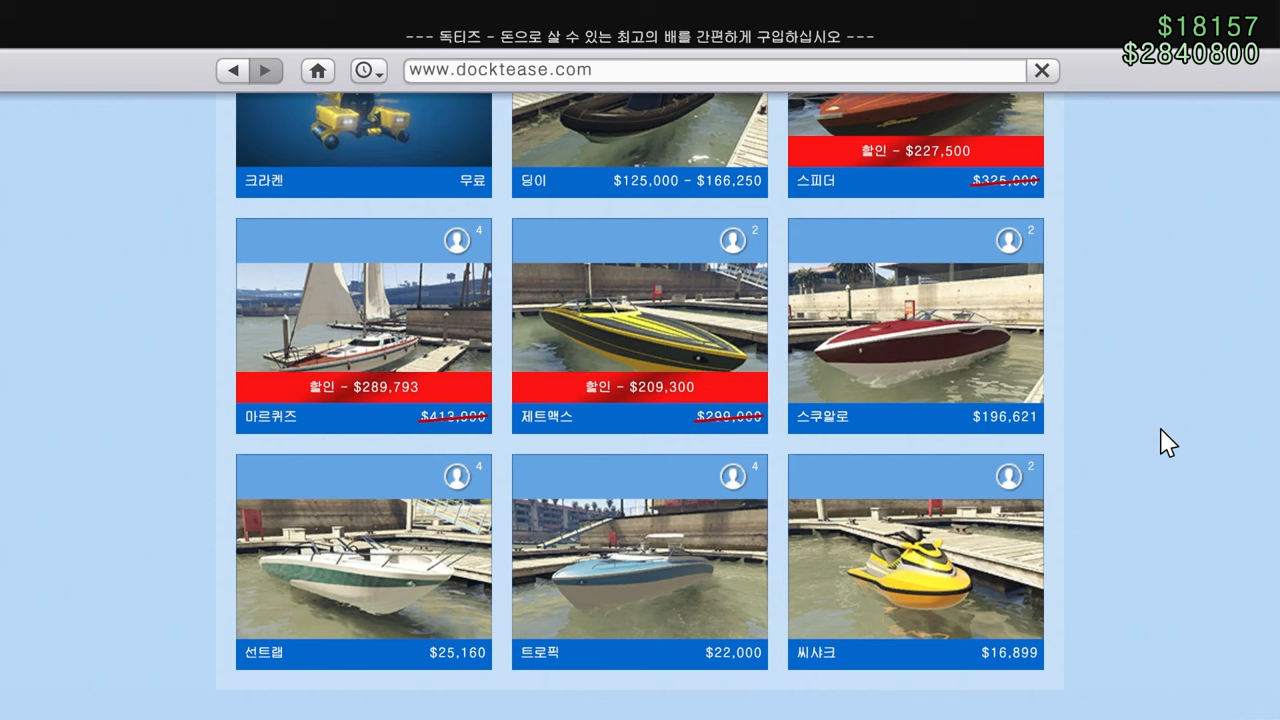 --- 독티즈 - 돈으로 살 수 있는 최고의 배를 간편하게 구입하십시오 ---
$18157
$2840800
www.docktease.com
할인 - $227,500
크라켄 무료
딩이 $125,000 - $166,250
스피더 $325,000
4
2
2
할인 - $289,793
할인 - $209,300
마르퀴즈 $413,990
제트맥스 $299,000
스쿠알로 $196,621
4
4
2
선트랩 $25,160
트로픽 $22,000
씨샤크 $16,899